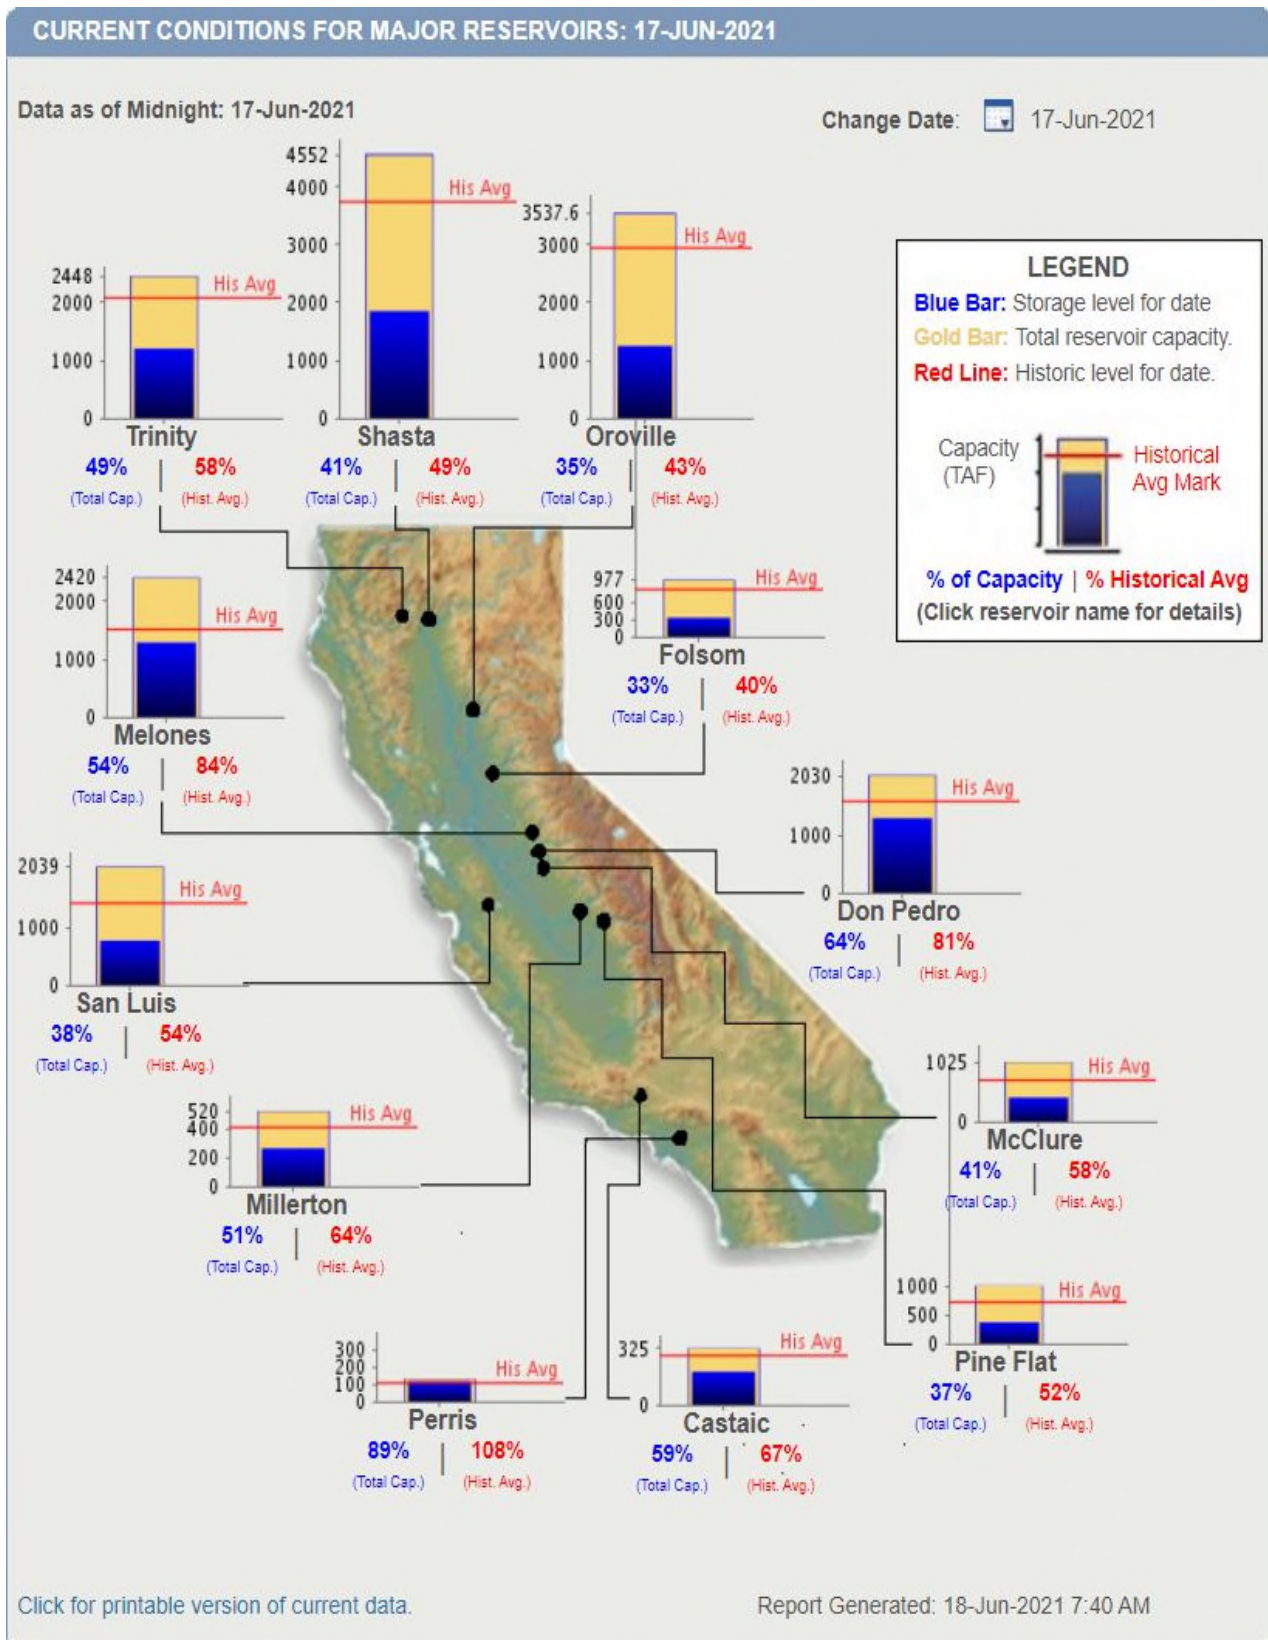 CURRENT CONDITIONS FOR MAJOR RESERVOIRS: 17-JUN-2021
Data as of Midnight: 17-Jun-2021
Change Date: 17-Jun-2021
4552
4000
3000
2000
1000
0
His Avg
Shasta
41% | 49%
(Total Cap.) (Hist. Avg.)
3537.6
3000
2000
1000
0
His Avg
Oroville
35% | 43%
(Total Cap.) (Hist. Avg.)
2448
2000
1000
0
His Avg
Trinity
49% | 58%
(Total Cap.) (Hist. Avg.)
LEGEND
Blue Bar: Storage level for date
Gold Bar: Total reservoir capacity.
Red Line: Historic level for date.
Capacity
(TAF)
Historical
Avg Mark
% of Capacity | % Historical Avg
(Click reservoir name for details)
2420
2000
1000
0
His Avg
Melones
54% | 84%
(Total Cap.) (Hist. Avg.)
977
600
300
0
His Avg
Folsom
33% | 40%
(Total Cap.) (Hist. Avg.)
2030
1000
0
His Avg
Don Pedro
64% | 81%
(Total Cap.) (Hist. Avg.)
2039
1000
0
His Avg
San Luis
38% | 54%
(Total Cap.) (Hist. Avg.)
1025
0
His Avg
McClure
41% | 58%
(Total Cap.) (Hist. Avg.)
520
400
200
0
His Avg
Millerton
51% | 64%
(Total Cap.) (Hist. Avg.)
1000
500
0
His Avg
Pine Flat
37% | 52%
(Total Cap.) (Hist. Avg.)
300
200
100
0
His Avg
Perris
89% | 108%
(Total Cap.) (Hist. Avg.)
325
0
His Avg
Castaic
59% | 67%
(Total Cap.) (Hist. Avg.)
Click for printable version of current data.
Report Generated: 18-Jun-2021 7:40 AM